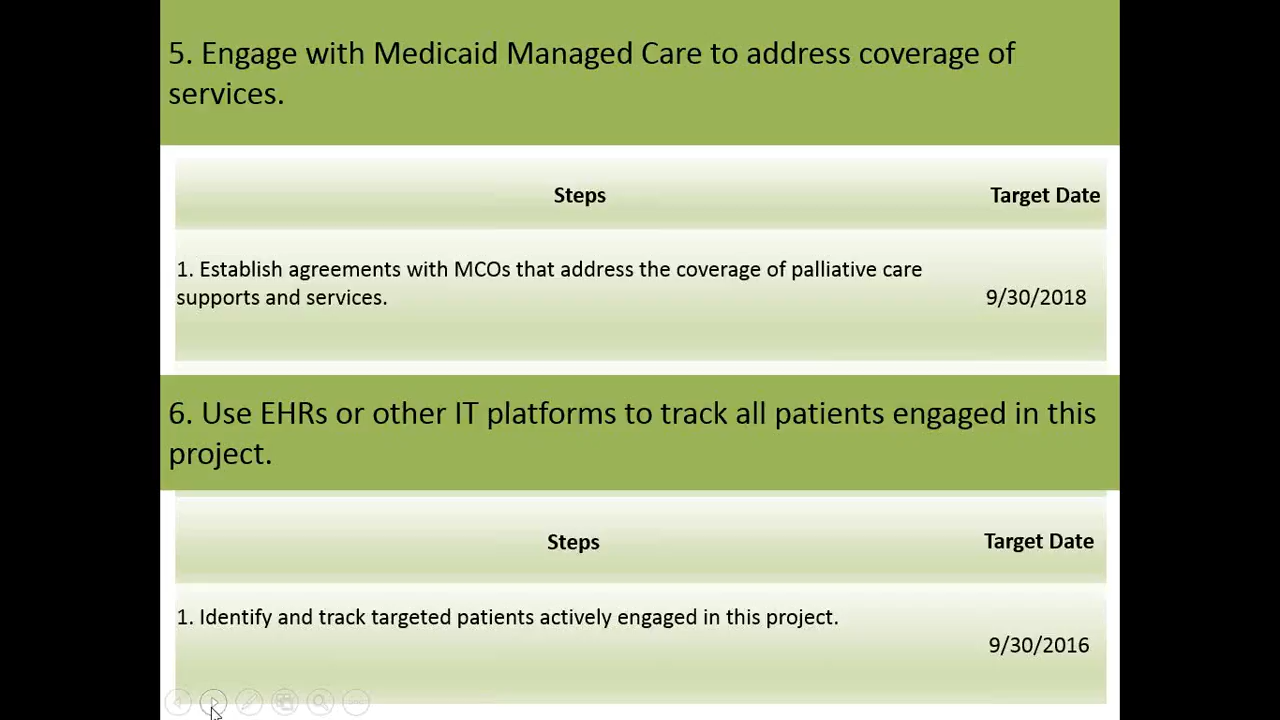 5. Engage with Medicaid Managed Care to address coverage of
services.
Steps
Target Date
1. Establish agreements with MCOs that address the coverage of palliative care
supports and services.
9/30/2018
6. Use EHRs or other IT platforms to track all patients engaged in this
project.
Steps
Target Date
1. Identify and track targeted patients actively engaged in this project.
9/30/2016